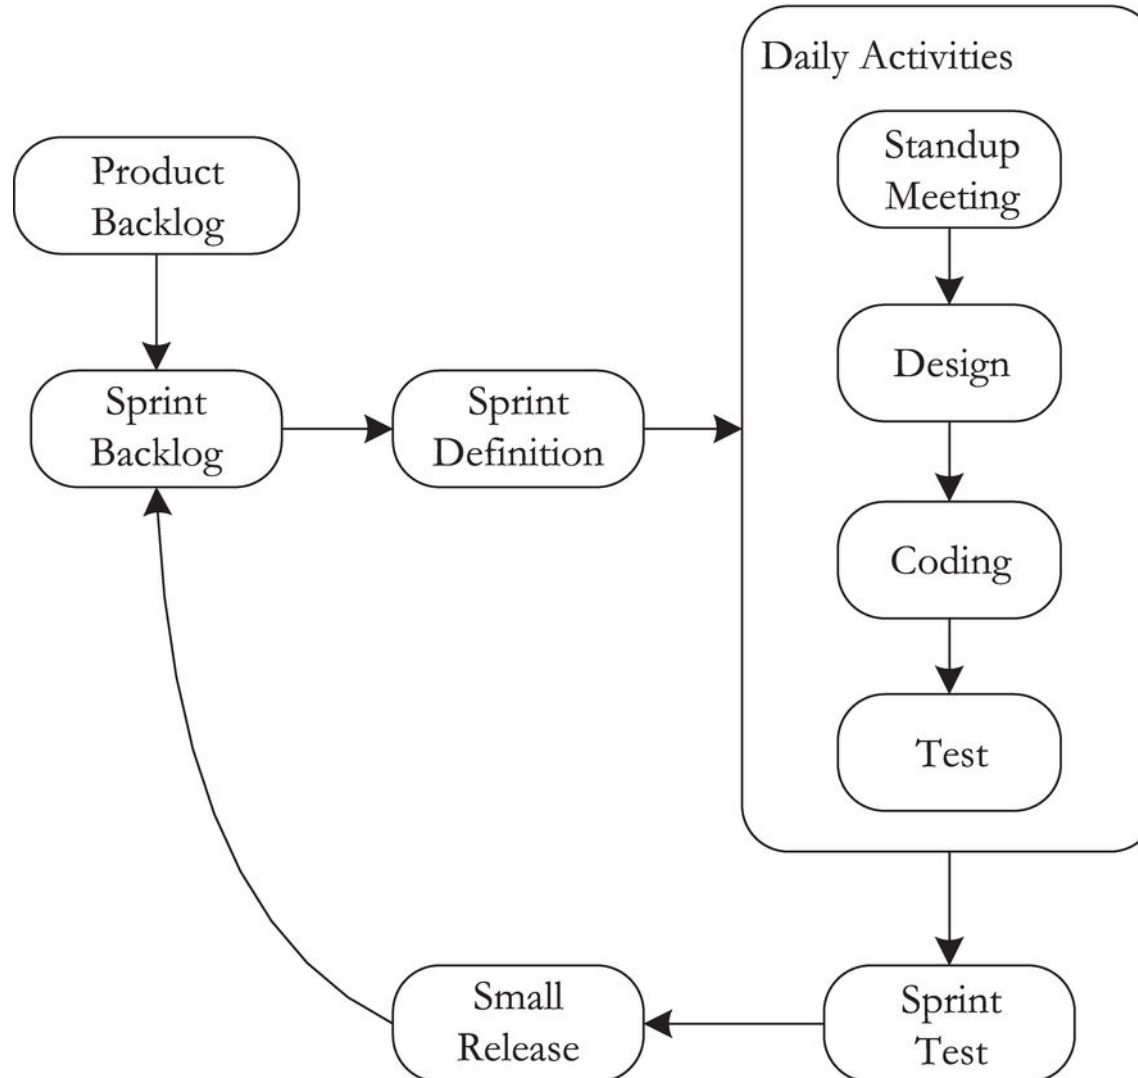 Daily Activities
Standup
Meeting
Product
Backlog
Design
Sprint
Backlog
Sprint
Definition
Coding
Test
Small
Release
Sprint
Test